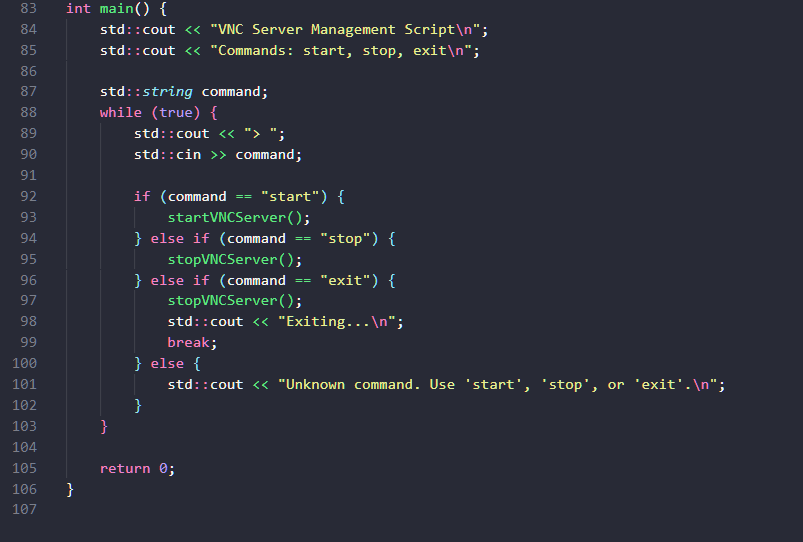 83 int main() {
84     std::cout << "VNC Server Management Script\n";
85     std::cout << "Commands: start, stop, exit\n";
86
87     std::string command;
88     while (true) {
89         std::cout << "> ";
90         std::cin >> command;
91
92         if (command == "start") {
93             startVNCServer();
94         } else if (command == "stop") {
95             stopVNCServer();
96         } else if (command == "exit") {
97             stopVNCServer();
98             std::cout << "Exiting...\n";
99             break;
100         } else {
101             std::cout << "Unknown command. Use 'start', 'stop', or 'exit'.\n";
102         }
103     }
104
105     return 0;
106 }
107